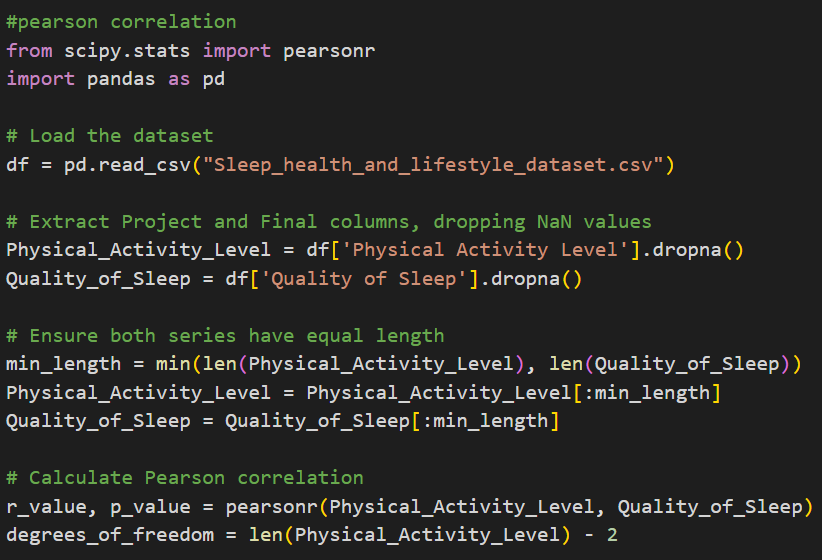 #pearson correlation
from scipy.stats import pearsonr
import pandas as pd
# Load the dataset
df = pd.read_csv("Sleep_health_and_lifestyle_dataset.csv")
# Extract Project and Final columns, dropping NaN values
Physical_Activity_Level = df['Physical Activity Level'].dropna()
Quality_of_Sleep = df['Quality of Sleep'].dropna()
# Ensure both series have equal length
min_length = min(len(Physical_Activity_Level), len(Quality_of_Sleep))
Physical_Activity_Level = Physical_Activity_Level[:min_length]
Quality_of_Sleep = Quality_of_Sleep[:min_length]
# Calculate Pearson correlation
r_value, p_value = pearsonr(Physical_Activity_Level, Quality_of_Sleep)
degrees_of_freedom = len(Physical_Activity_Level) - 2